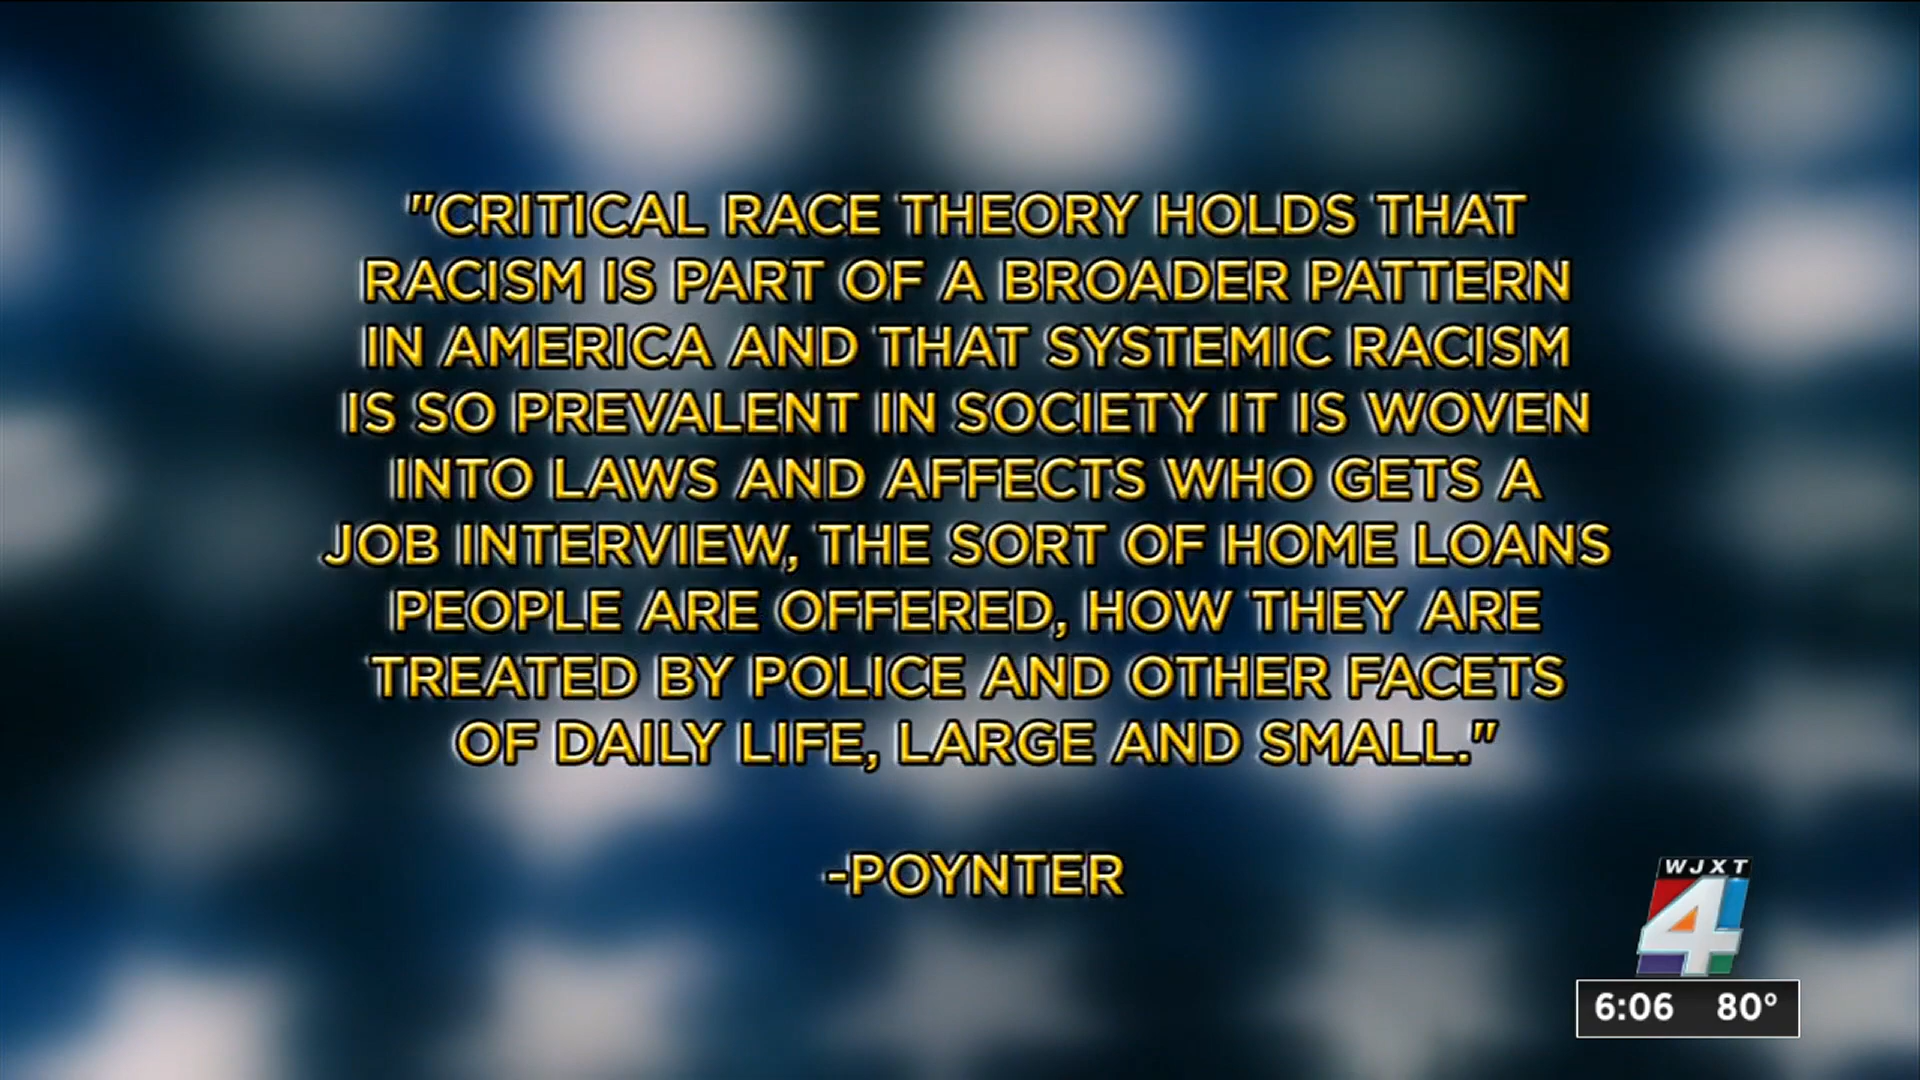 "CRITICAL RACE THEORY HOLDS THAT
RACISM IS PART OF A BROADER PATTERN
IN AMERICA AND THAT SYSTEMIC RACISM
IS SO PREVALENT IN SOCIETY IT IS WOVEN
INTO LAWS AND AFFECTS WHO GETS A
JOB INTERVIEW, THE SORT OF HOME LOANS
PEOPLE ARE OFFERED, HOW THEY ARE
TREATED BY POLICE AND OTHER FACETS
OF DAILY LIFE, LARGE AND SMALL."
-POYNTER
WJXT
4
6:06 80°